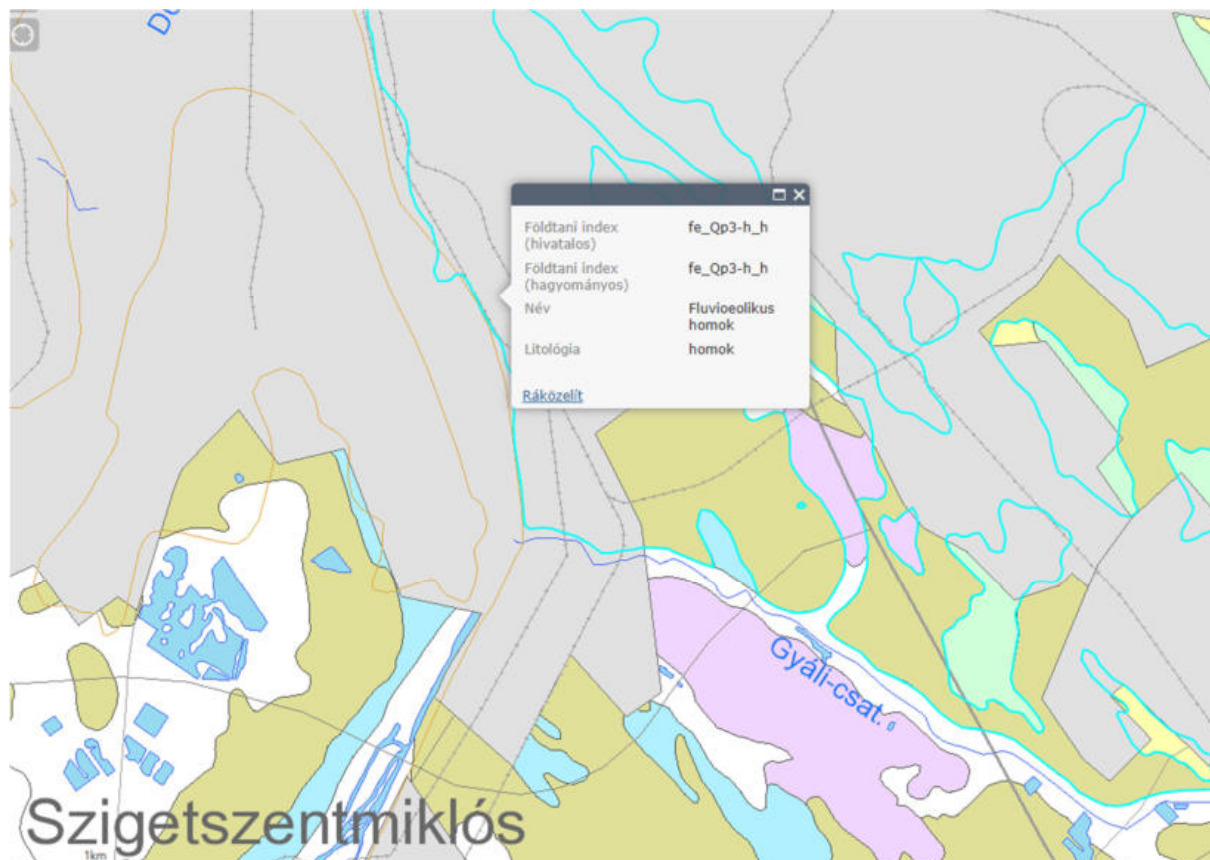 Földtani index
(hivatalos)
fe_Qp3-h_h
Földtani index
(hagyományos)
fe_Qp3-h_h
Név
Fluvioeolikus
homok
Litológia
homok
Ráközelít
Gyáli-csat.
Szigetszentmiklós
1km